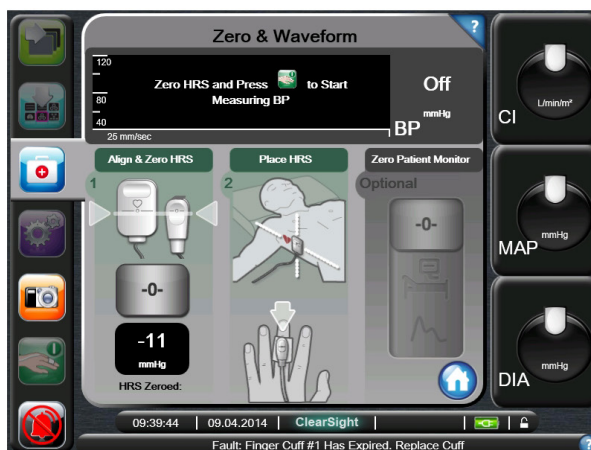 Zero & Waveform
?
120
80
40
Zero HRS and Press to Start
Measuring BP
25 mm/sec
Off
mmHg
BP
Align & Zero HRS
1
-0-
-11
mmHg
HRS Zeroed:
Place HRS
2
Zero Patient Monitor
Optional
-0-
L/min/m²
CI
mmHg
MAP
mmHg
DIA
09:39:44
09.04.2014
ClearSight
Fault: Finger Cuff #1 Has Expired. Replace Cuff
?